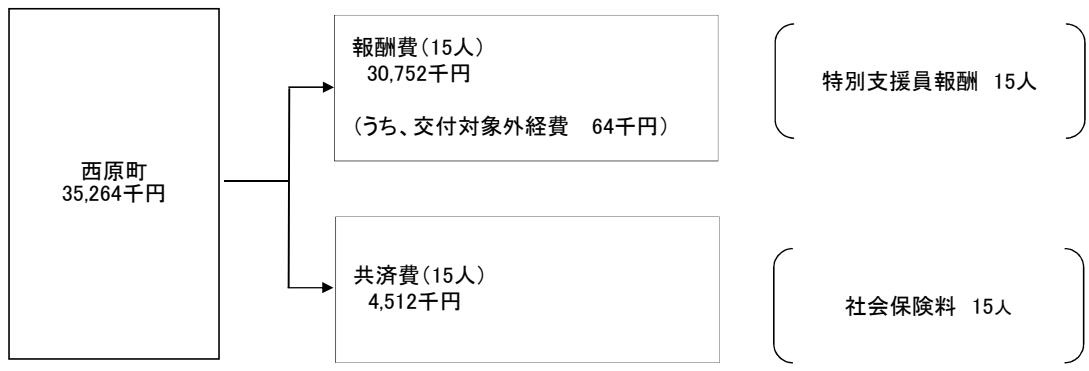 西原町
35,264千円
報酬費（15人）
30,752千円
（うち、交付対象外経費　64千円）
特別支援員報酬　15人
共済費（15人）
4,512千円
社会保険料　15人